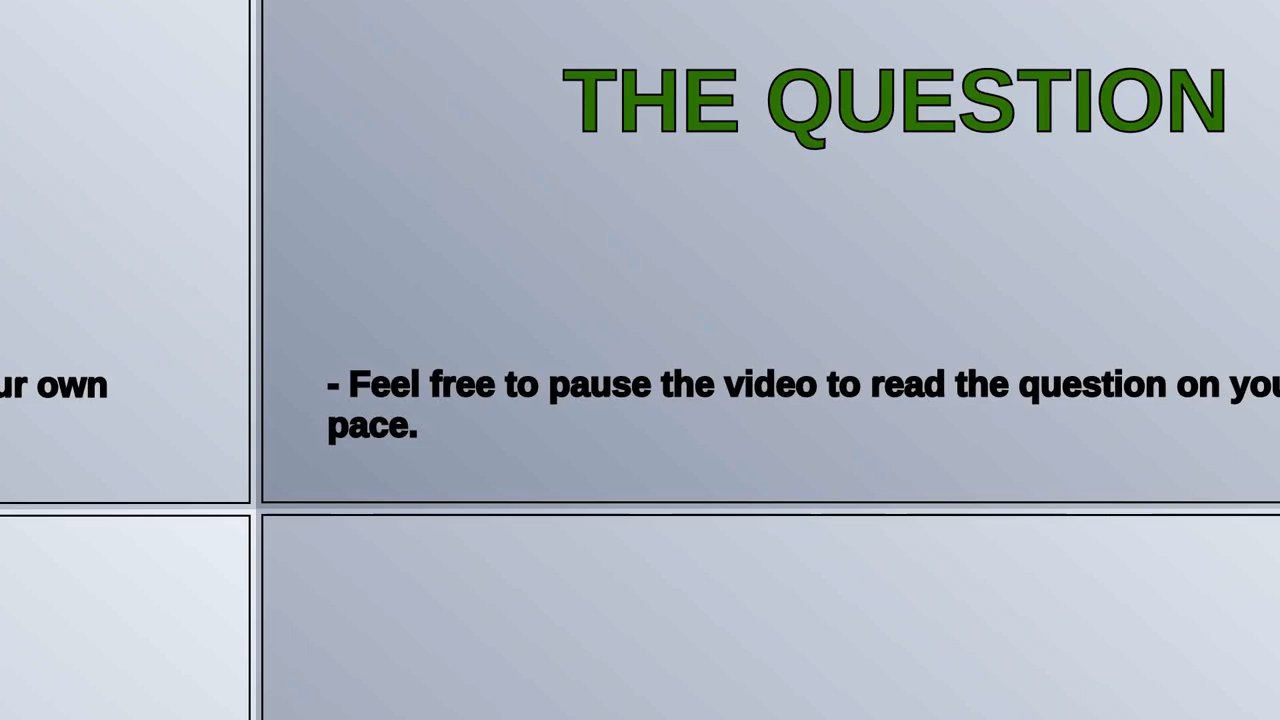 THE QUESTION
ur own
- Feel free to pause the video to read the question on you
pace.